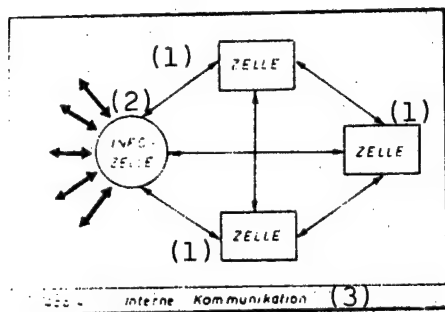 (1)
ZELLE
(2)
(1)
INFO-
ZELLE
ZELLE
ZELLE
(1)
Interne Kommunikation (3)